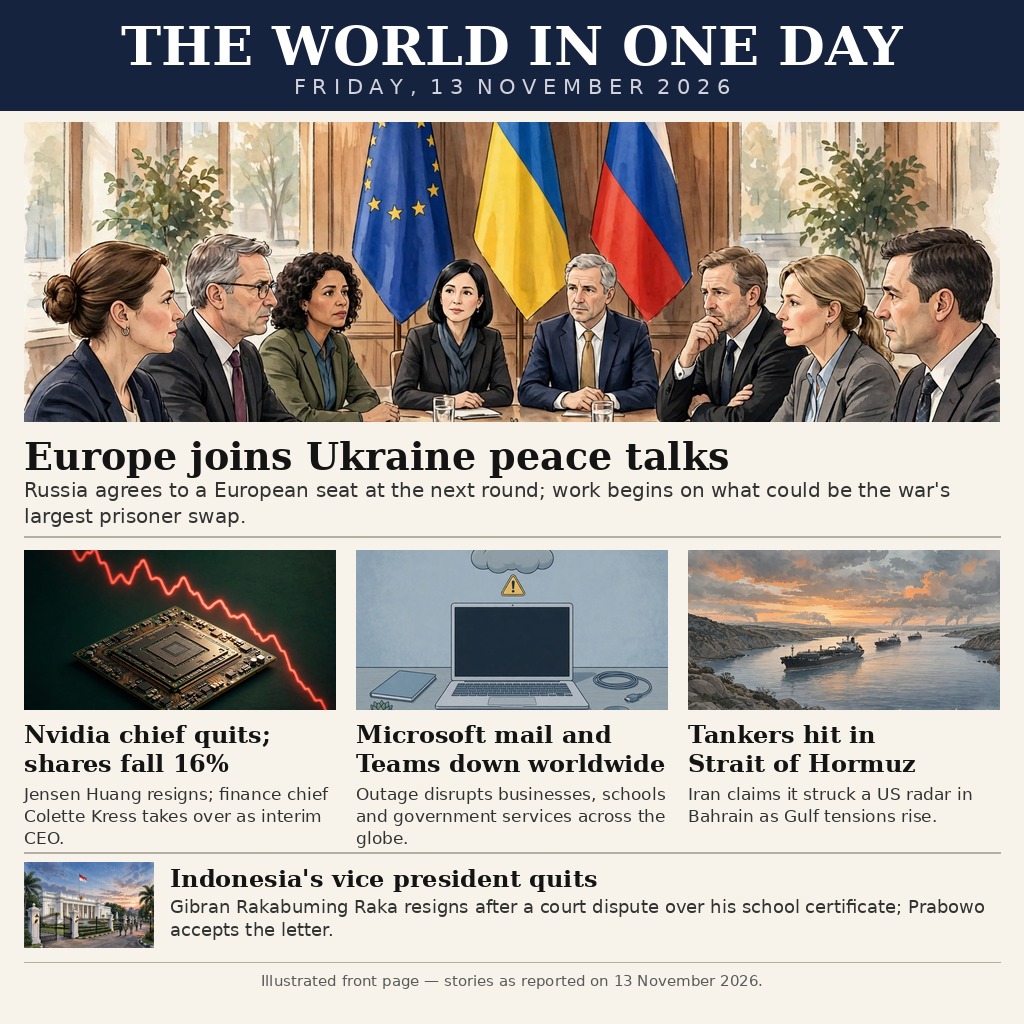 THE WORLD IN ONE DAY
FRIDAY, 13 NOVEMBER 2026
Europe joins Ukraine peace talks
Russia agrees to a European seat at the next round; work begins on what could be the war's
largest prisoner swap.
Nvidia chief quits;
shares fall 16%
Jensen Huang resigns; finance chief
Colette Kress takes over as interim
CEO.
Microsoft mail and
Teams down worldwide
Outage disrupts businesses, schools
and government services across the
globe.
Tankers hit in
Strait of Hormuz
Iran claims it struck a US radar in
Bahrain as Gulf tensions rise.
Indonesia's vice president quits
Gibran Rakabuming Raka resigns after a court dispute over his school certificate; Prabowo
accepts the letter.
Illustrated front page — stories as reported on 13 November 2026.